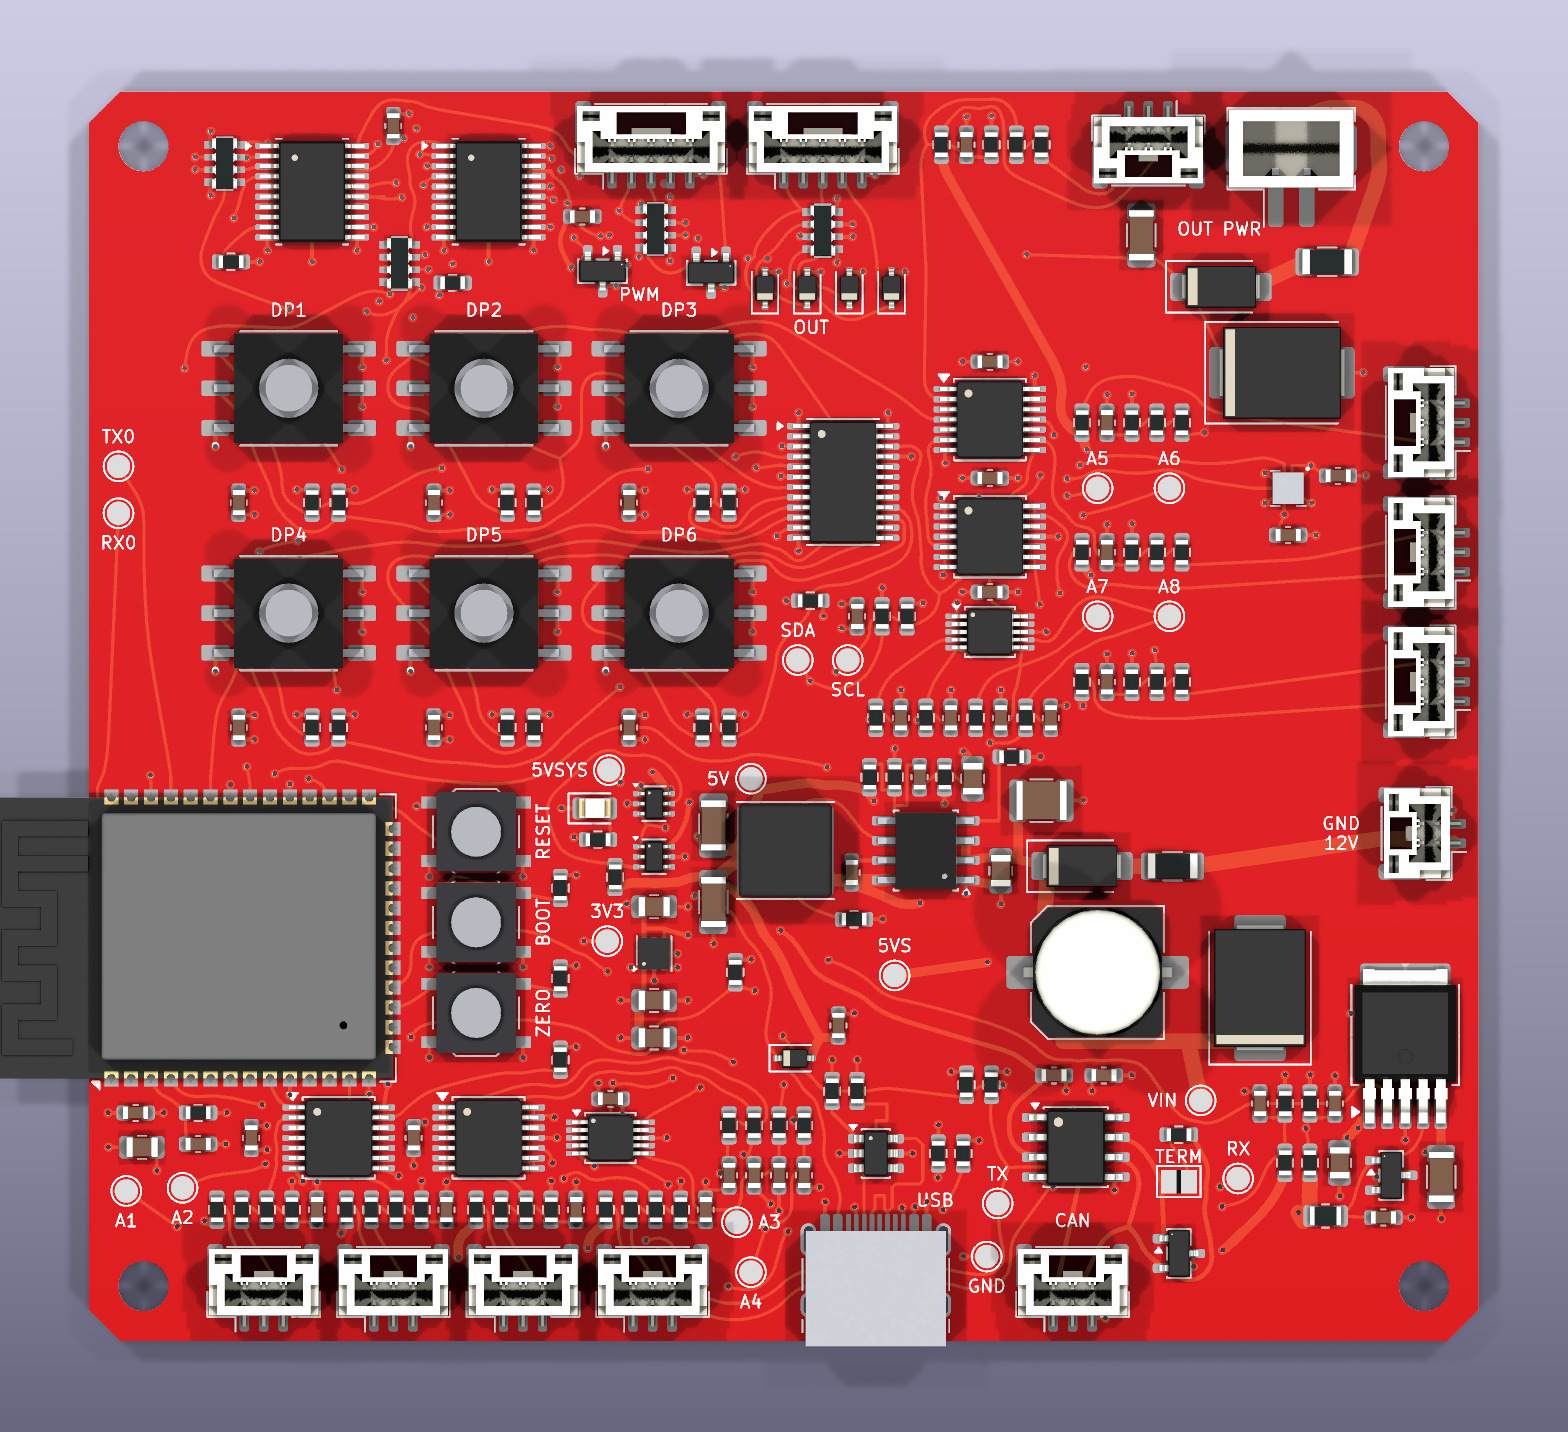 OUT PWR
PWM
DP1
DP2
DP3
OUT
TX0
A5
A6
RX0
DP4
DP5
DP6
A7
A8
SDA
SCL
5VSYS
5V
RESET
GND
12V
BOOT
3V3
5VS
ZERO
VIN
TERM
RX
TX
USB
A1
A2
A3
CAN
GND
A4